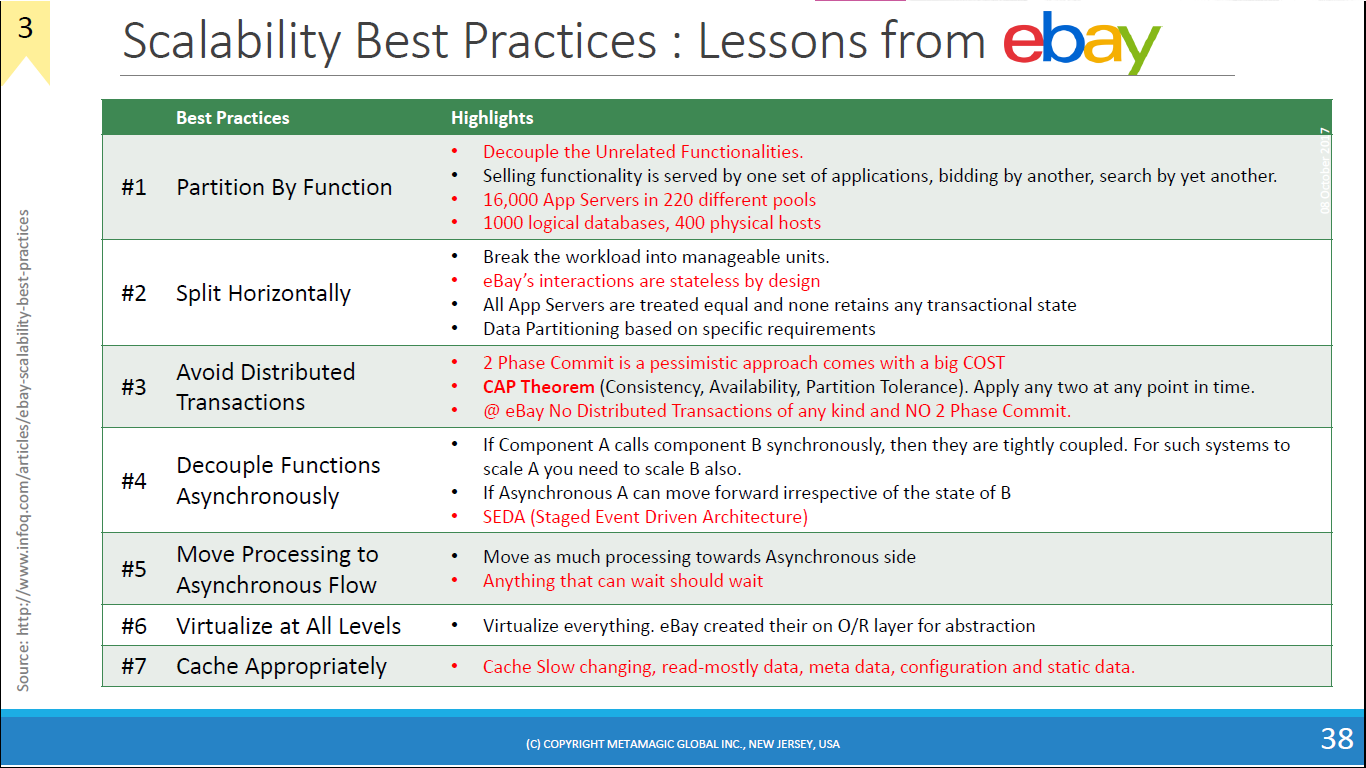 3
Scalability Best Practices : Lessons from ebay
Best Practices Highlights
#1 Partition By Function
• Decouple the Unrelated Functionalities.
• Selling functionality is served by one set of applications, bidding by another, search by yet another.
• 16,000 App Servers in 220 different pools
• 1000 logical databases, 400 physical hosts
#2 Split Horizontally
• Break the workload into manageable units.
• eBay's interactions are stateless by design
• All App Servers are treated equal and none retains any transactional state
• Data Partitioning based on specific requirements
#3 Avoid Distributed
Transactions
• 2 Phase Commit is a pessimistic approach comes with a big COST
• CAP Theorem (Consistency, Availability, Partition Tolerance). Apply any two at any point in time.
• @ eBay No Distributed Transactions of any kind and NO 2 Phase Commit.
#4 Decouple Functions
Asynchronously
• If Component A calls component B synchronously, then they are tightly coupled. For such systems to
scale A you need to scale B also.
• If Asynchronous A can move forward irrespective of the state of B
• SEDA (Staged Event Driven Architecture)
#5 Move Processing to
Asynchronous Flow
• Move as much processing towards Asynchronous side
• Anything that can wait should wait
#6 Virtualize at All Levels
• Virtualize everything. eBay created their on O/R layer for abstraction
#7 Cache Appropriately
• Cache Slow changing, read-mostly data, meta data, configuration and static data.
08 October 2017
Source: http://www.infoq.com/articles/ebay-scalability-best-practices
(C) COPYRIGHT METAMAGIC GLOBAL INC., NEW JERSEY, USA
38